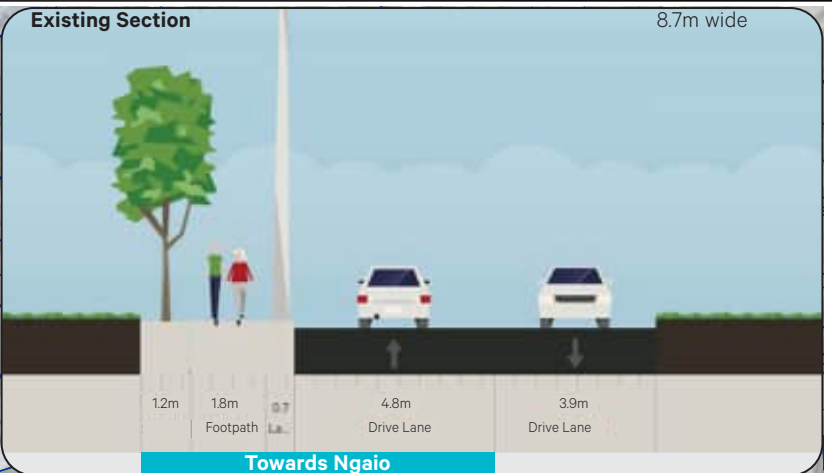 Existing Section
8.7m wide
1.2m
1.8m
0.7
4.8m
3.9m
Footpath
La...
Drive Lane
Drive Lane
Towards Ngaio